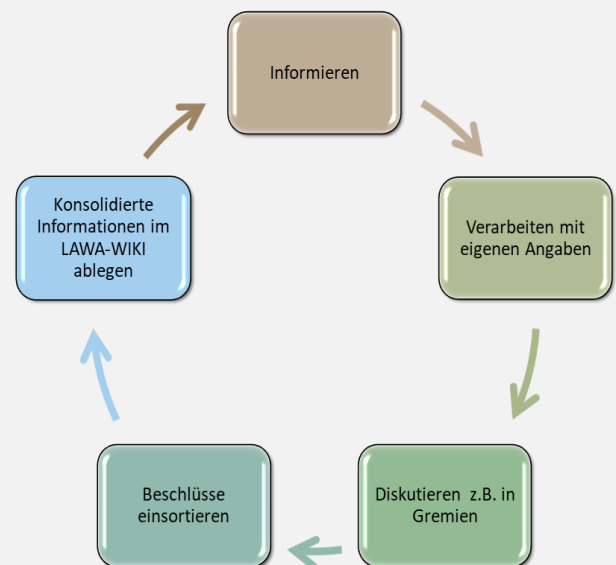 Informieren
Verarbeiten mit
eigenen Angaben
Diskutieren z.B. in
Gremien
Beschlüsse
einsortieren
Konsolidierte
Informationen im
LAWA-WIKI
ablegen